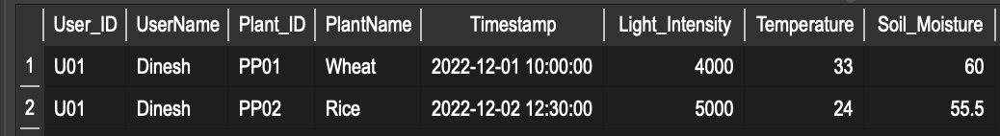 User_ID UserName Plant_ID PlantName Timestamp Light_Intensity Temperature Soil_Moisture
1 U01 Dinesh PP01 Wheat 2022-12-01 10:00:00 4000 33 60
2 U01 Dinesh PP02 Rice 2022-12-02 12:30:00 5000 24 55.5